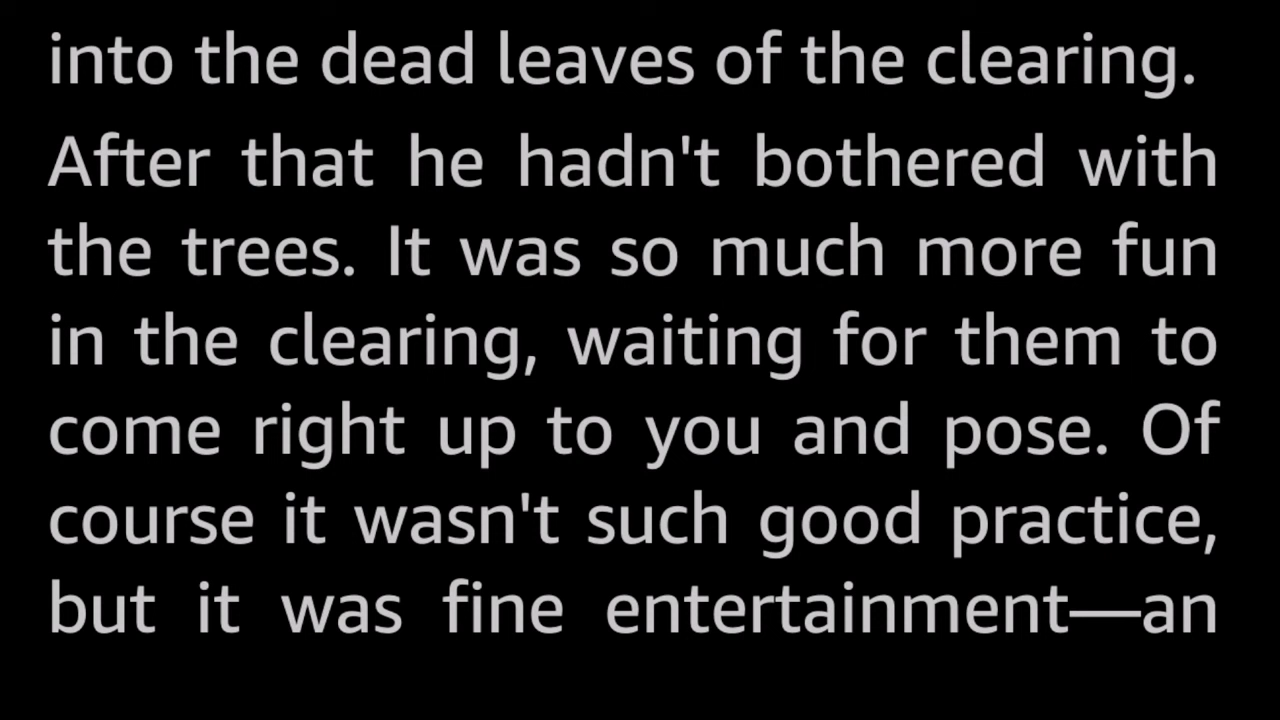 into the dead leaves of the clearing.
After that he hadn't bothered with
the trees. It was so much more fun
in the clearing, waiting for them to
come right up to you and pose. Of
course it wasn't such good practice,
but it was fine entertainment—an